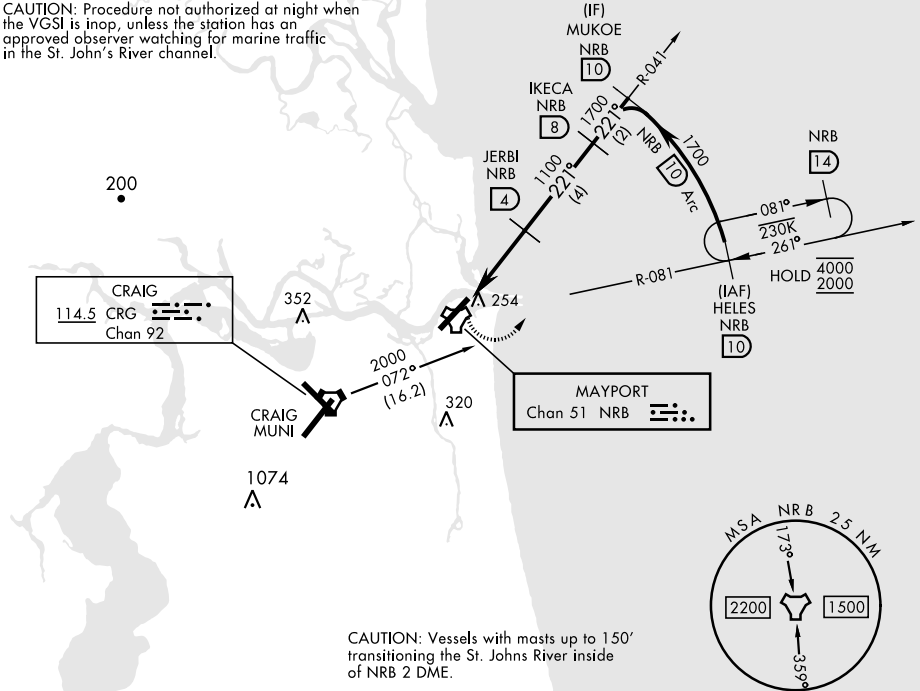 CAUTION: Procedure not authorized at night when
the VGSI is inop, unless the station has an
approved observer watching for marine traffic
in the St. John's River channel.
(IF)
MUKOE
NRB
10
R-041
IKECA
NRB
8
1700
221°
(2)
NRB 10 Arc
1700
JERBI
NRB
4
1100
221°
(4)
NRB
14
081°
230K
261°
R-081
HOLD 4000
2000
(IAF)
HELES
NRB
10
200
CRAIG
114.5 CRG
Chan 92
352
254
2000
072°
(16.2)
CRAIG
MUNI
320
MAYPORT
Chan 51 NRB
1074
MSA NRB 25 NM
173°
2200
1500
359°
CAUTION: Vessels with masts up to 150'
transitioning the St. Johns River inside
of NRB 2 DME.